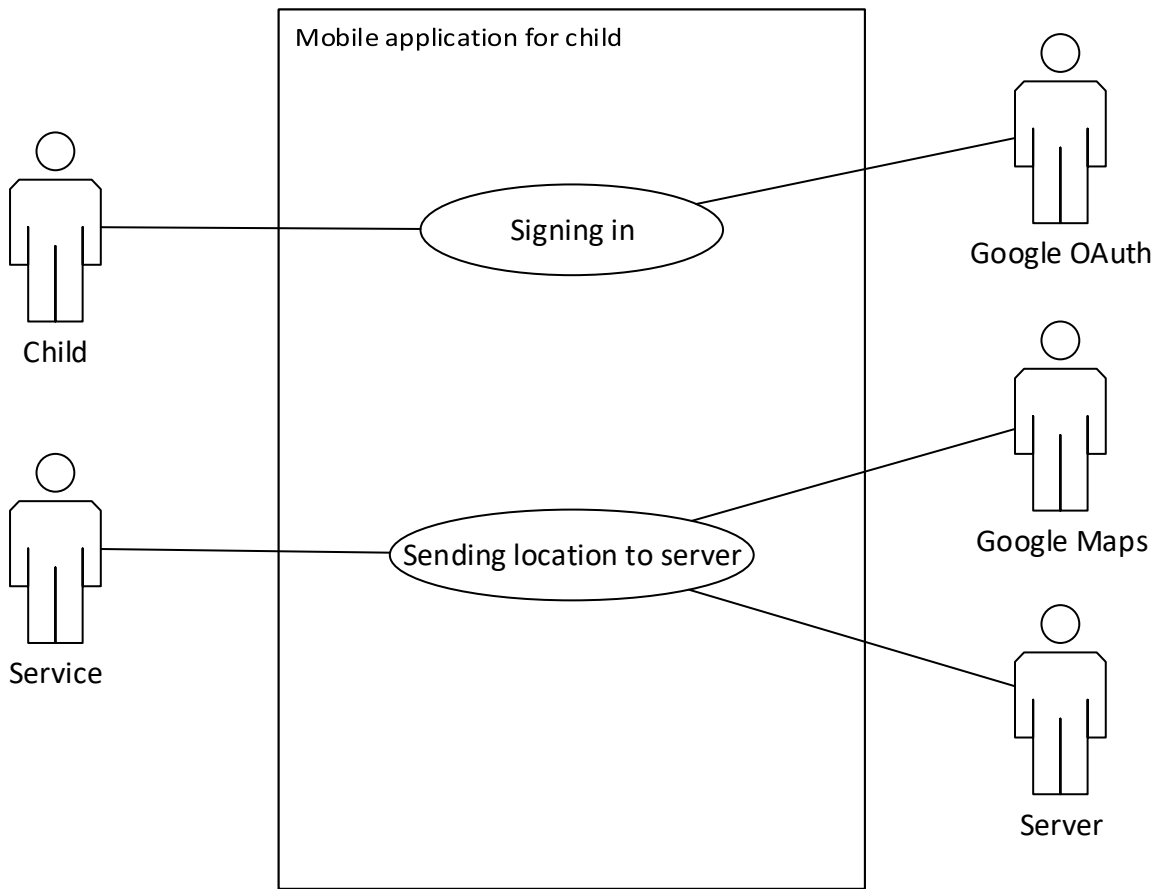 Mobile application for child
Signing in
Google OAuth
Child
Google Maps
Sending location to server
Service
Server